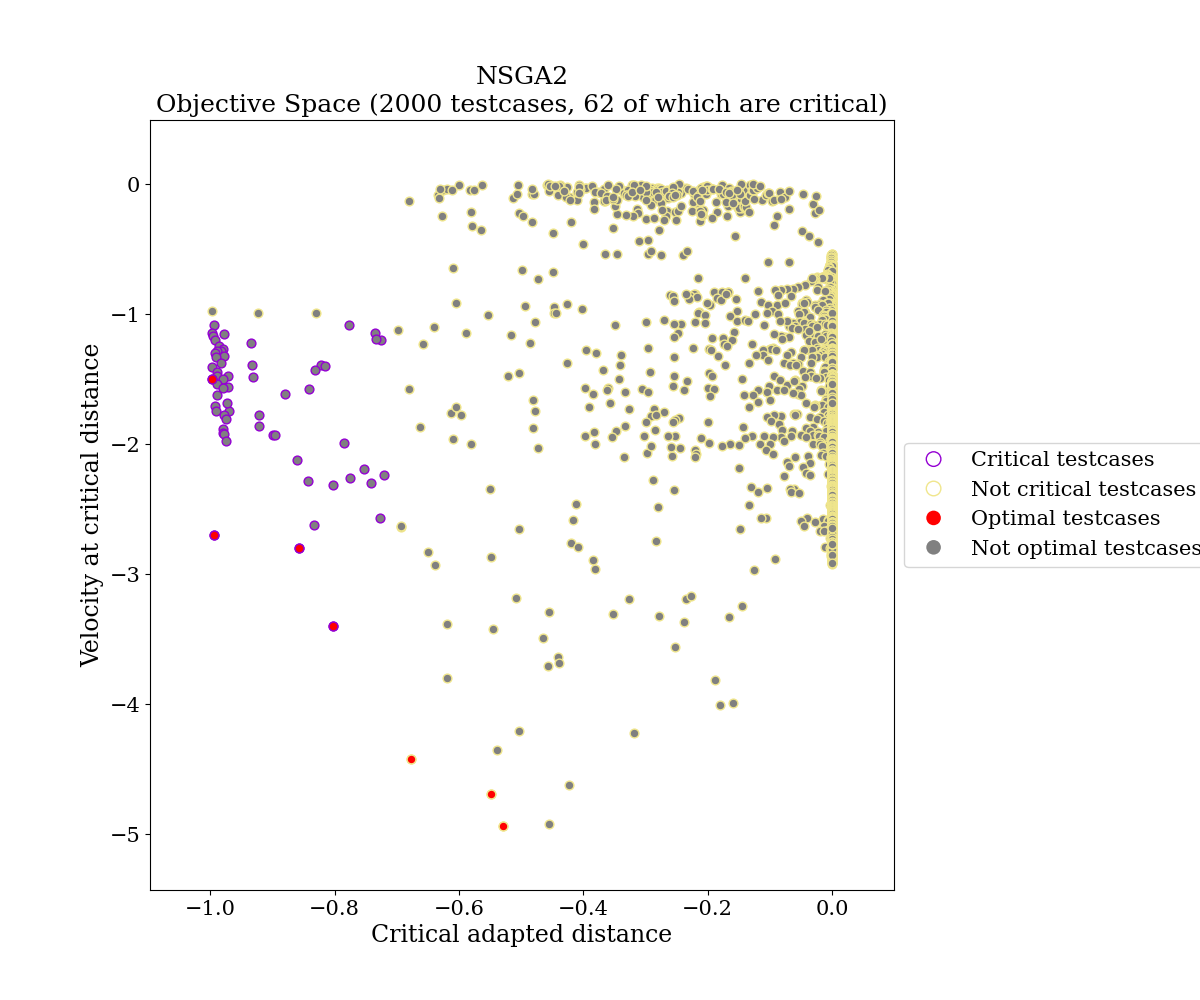 NSGA2
Objective Space (2000 testcases, 62 of which are critical)
Velocity at critical distance
0
−1
−2
−3
−4
−5
−1.0
−0.8
−0.6
−0.4
−0.2
0.0
Critical adapted distance
Critical testcases
Not critical testcases
Optimal testcases
Not optimal testcases